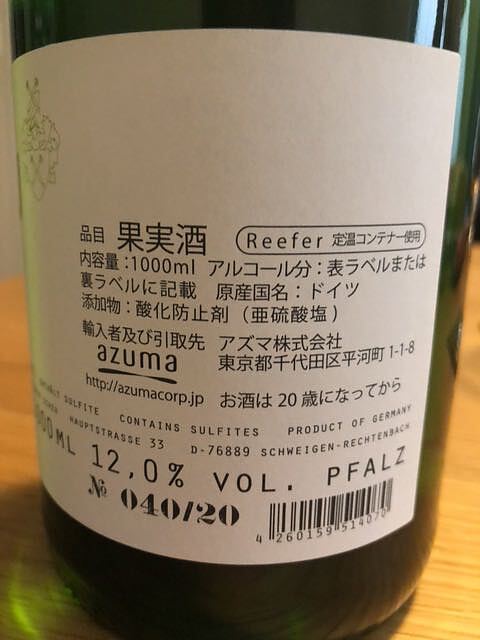 品目 果実酒 Reefer 定温コンテナー使用
内容量:1000ml アルコール分:表ラベルまたは
裏ラベルに記載 原産国名:ドイツ
添加物:酸化防止剤(亜硫酸塩)
輸入者及び引取先 アズマ株式会社
azuma 東京都千代田区平河町 1-1-8
http://azumacorp.jp お酒は20歳になってから
SULFITE CONTAINS SULFITES PRODUCT OF GERMANY
HAUPTSTRASSE 33 D-76889 SCHWEIGEN-RECHTENBACH
ML 12,0% VOL. PFALZ
№ 040/20
4 260159 514070